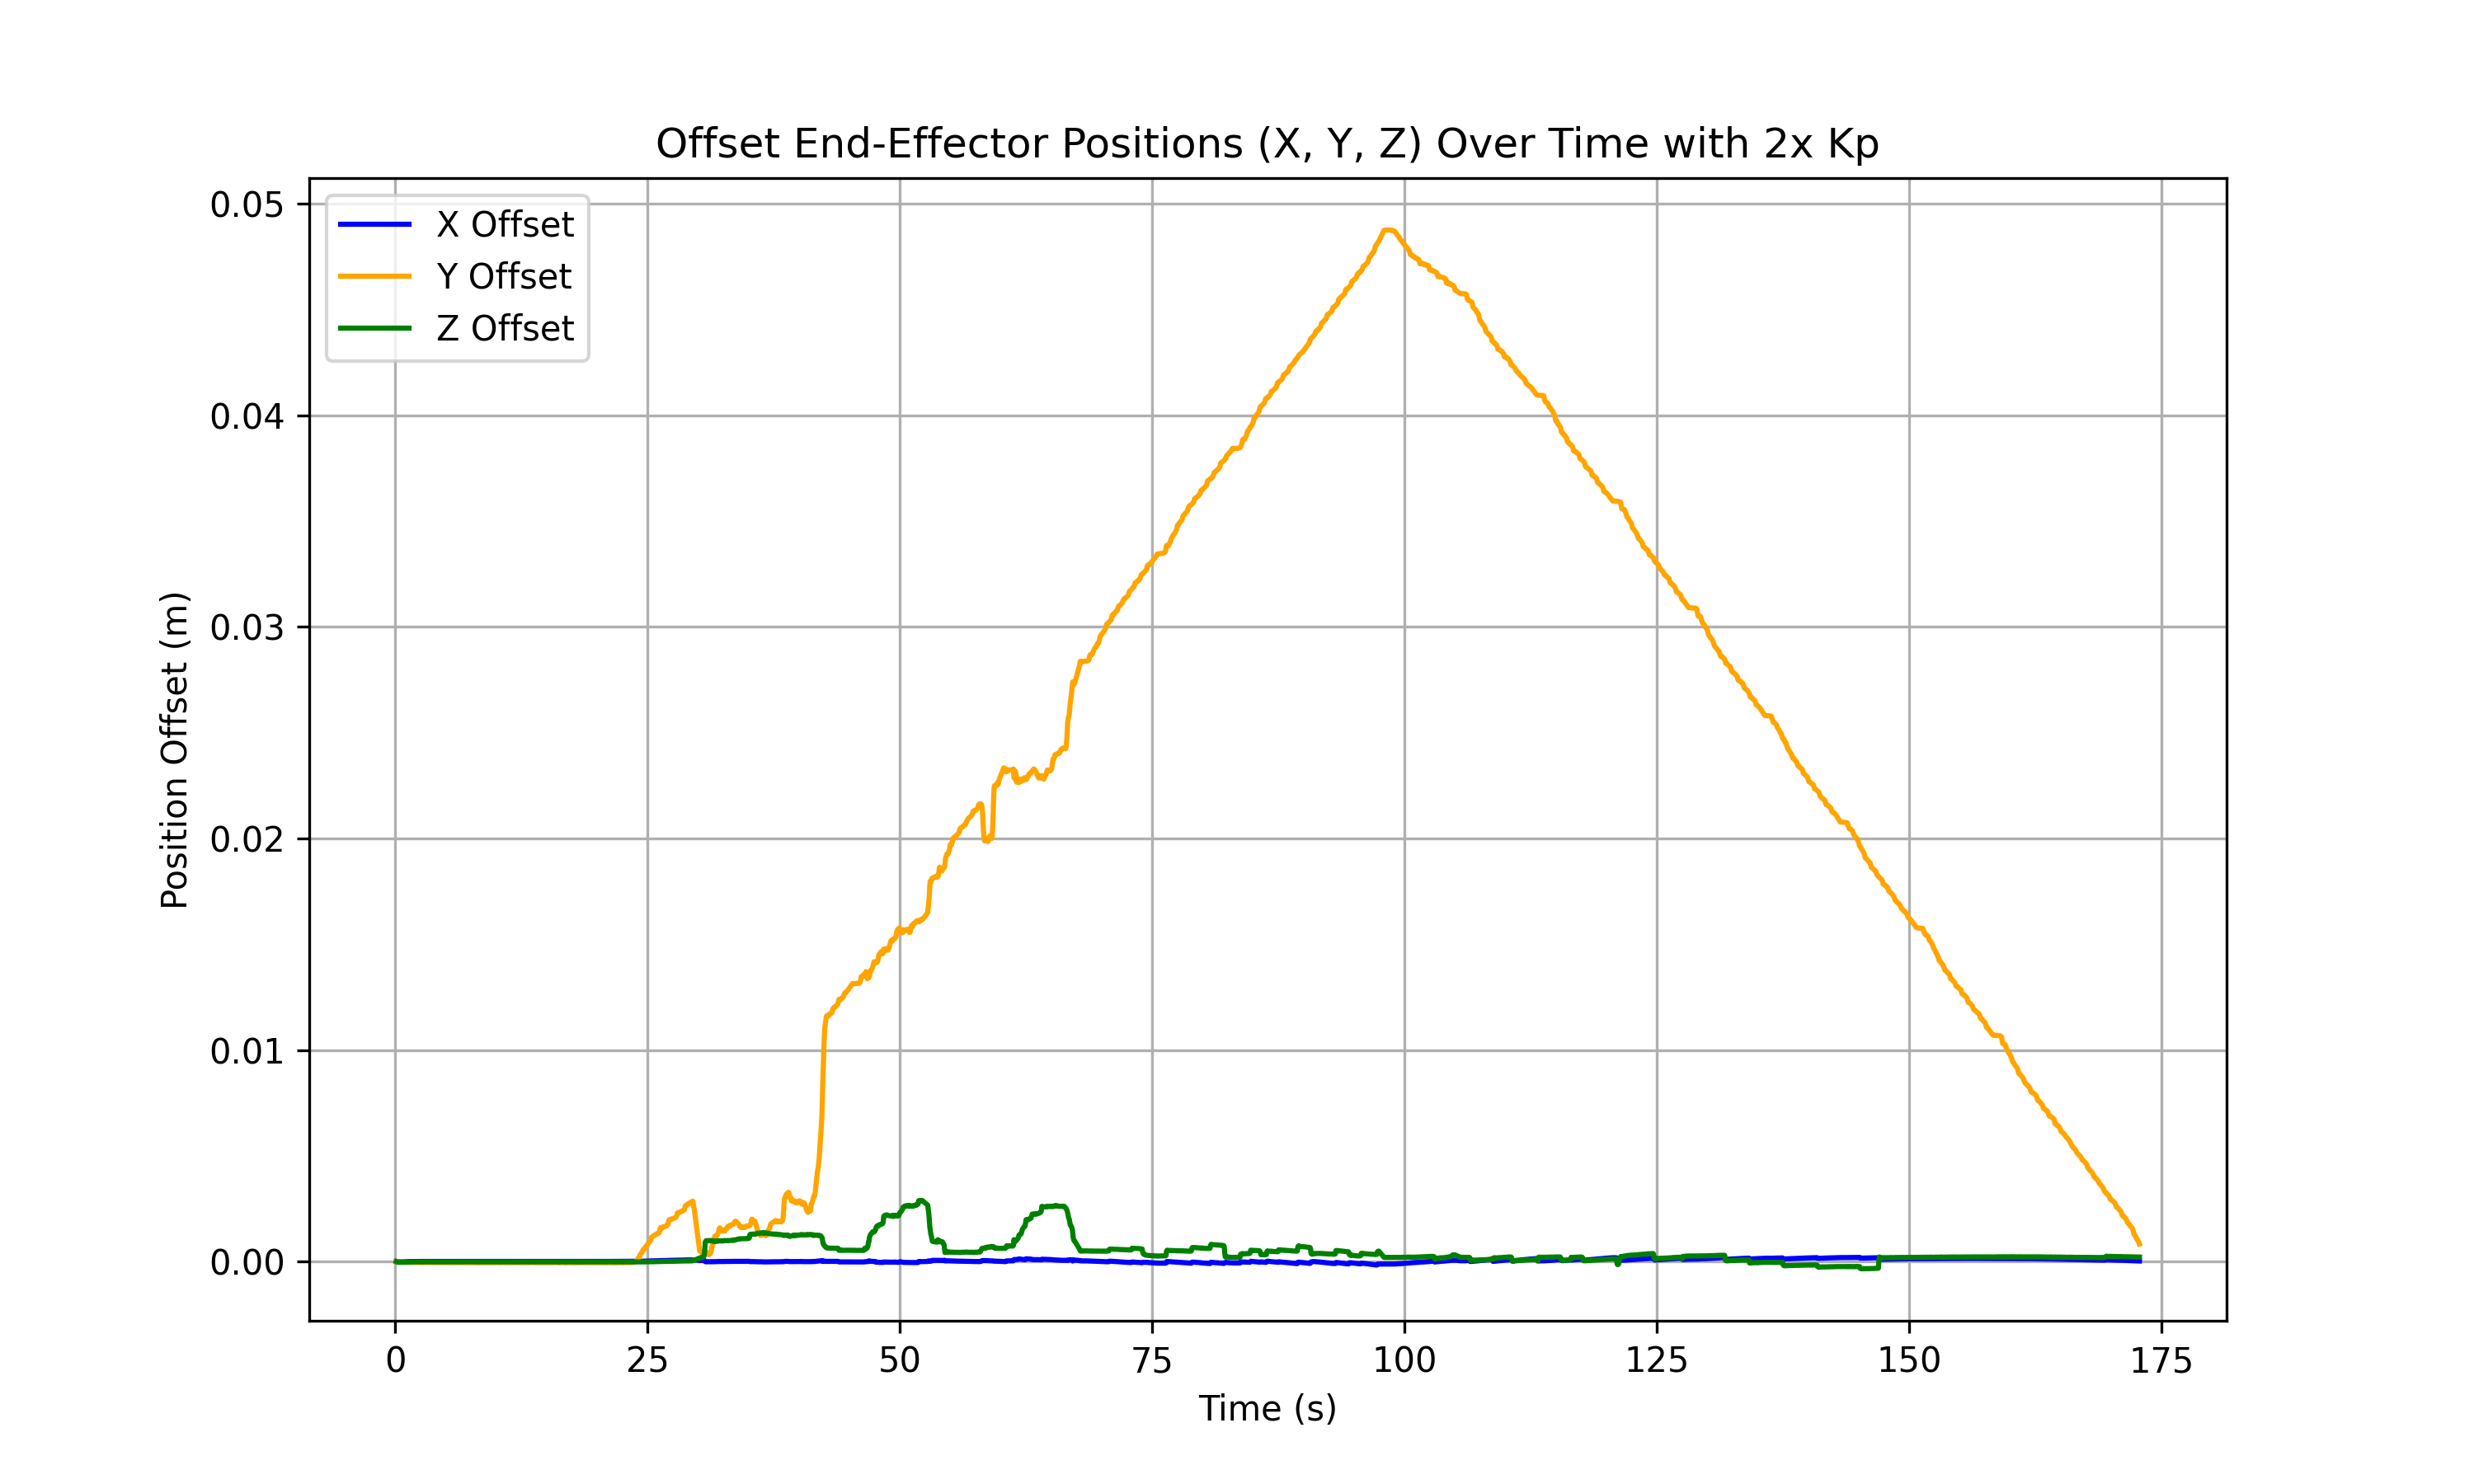 Offset End-Effector Positions (X, Y, Z) Over Time with 2x Kp
X Offset
Y Offset
Z Offset
Position Offset (m)
0.05
0.04
0.03
0.02
0.01
0.00
0 25 50 75 100 125 150 175
Time (s)